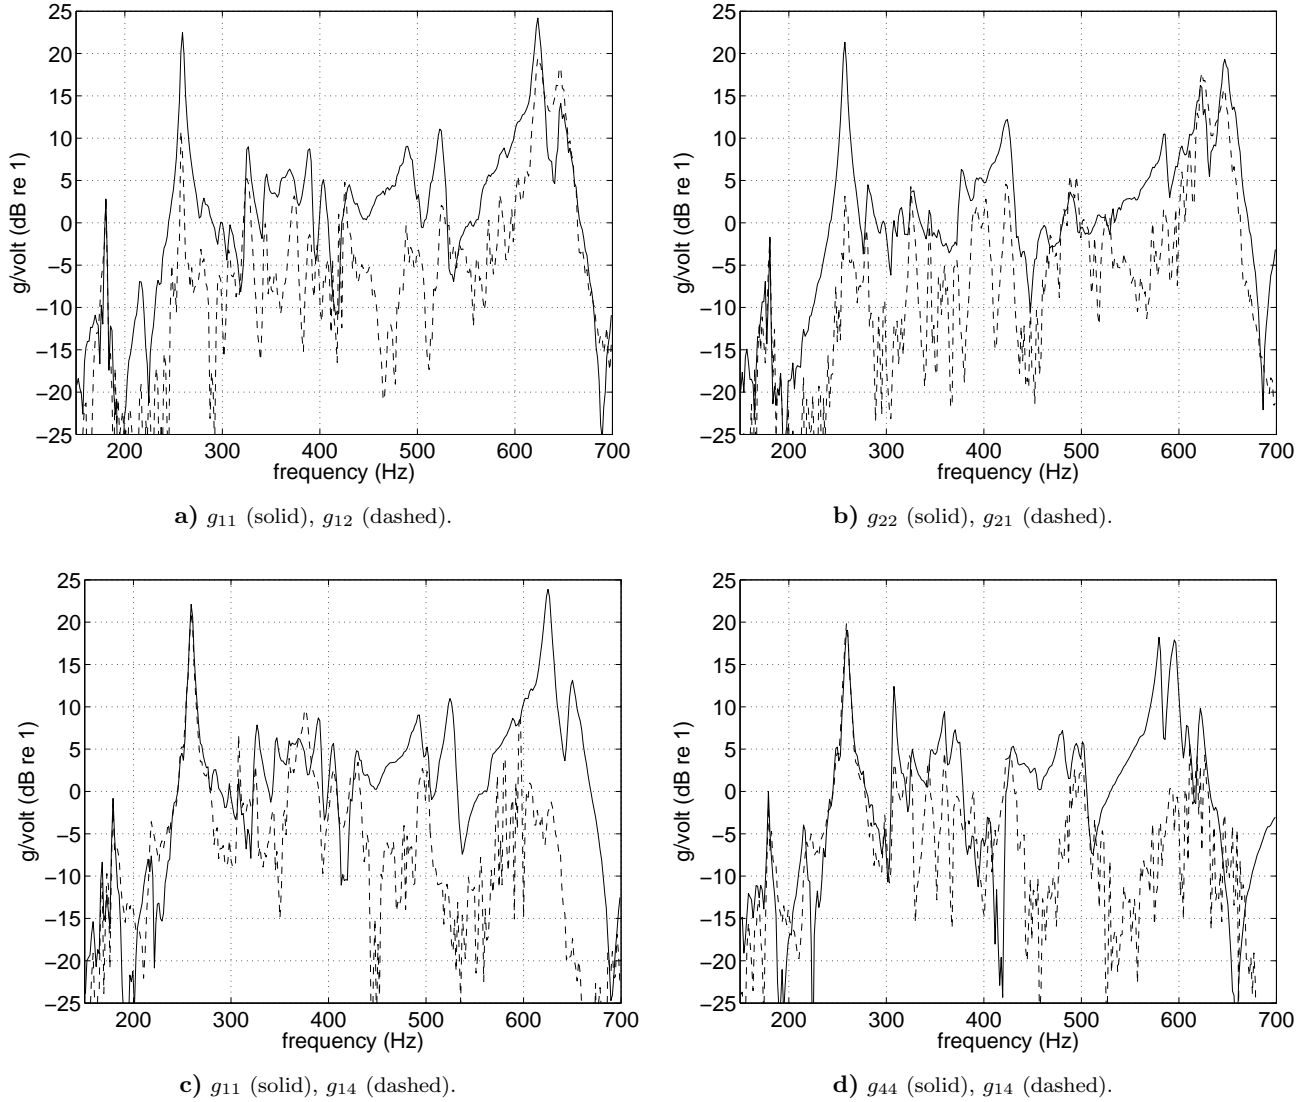 25
20
15
10
5
0
−5
−10
−15
−20
−25
g/volt (dB re 1)
200 300 400 500 600 700
frequency (Hz)
a) g11 (solid), g12 (dashed).
25
20
15
10
5
0
−5
−10
−15
−20
−25
g/volt (dB re 1)
200 300 400 500 600 700
frequency (Hz)
b) g22 (solid), g21 (dashed).
25
20
15
10
5
0
−5
−10
−15
−20
−25
g/volt (dB re 1)
200 300 400 500 600 700
frequency (Hz)
c) g11 (solid), g14 (dashed).
25
20
15
10
5
0
−5
−10
−15
−20
−25
g/volt (dB re 1)
200 300 400 500 600 700
frequency (Hz)
d) g44 (solid), g14 (dashed).